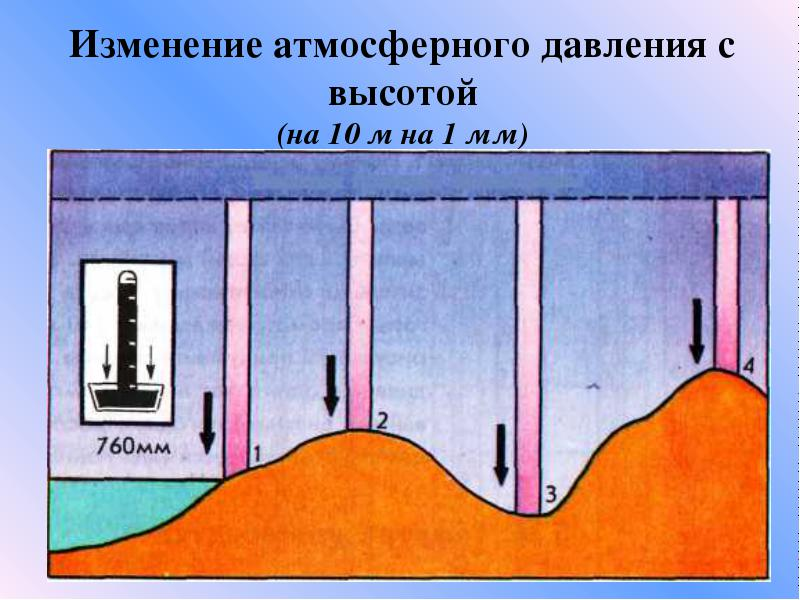 Изменение атмосферного давления с
высотой
(на 10 м на 1 мм)
760мм
1
2
3
4